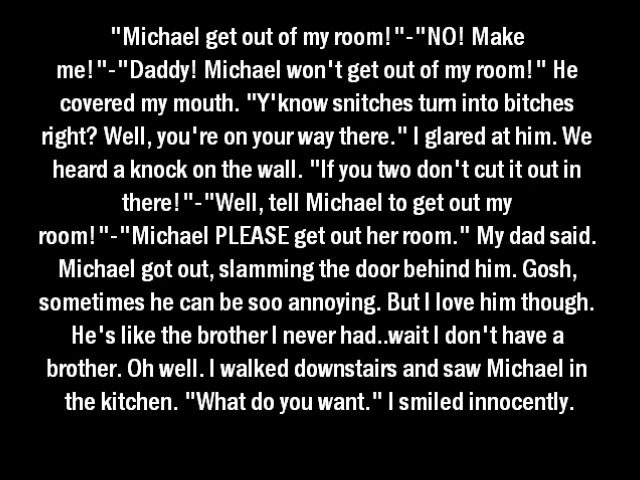 "Michael get out of my room!"-"NO! Make
me!"-"Daddy! Michael won't get out of my room!" He
covered my mouth. "Y'know snitches turn into bitches
right? Well, you're on your way there." I glared at him. We
heard a knock on the wall. "If you two don't cut it out in
there!"-"Well, tell Michael to get out my
room!"-"Michael PLEASE get out her room." My dad said.
Michael got out, slamming the door behind him. Gosh,
sometimes he can be soo annoying. But I love him though.
He's like the brother I never had..wait I don't have a
brother. Oh well. I walked downstairs and saw Michael in
the kitchen. "What do you want." I smiled innocently.